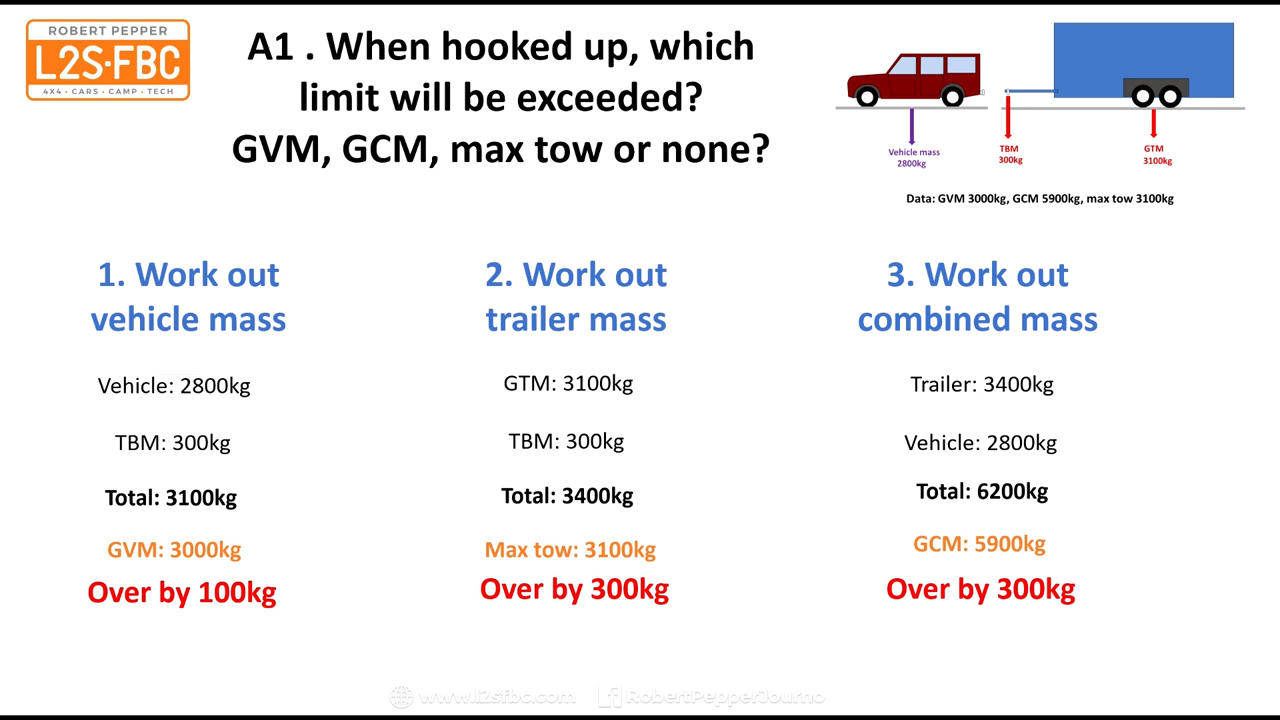 ROBERT PEPPER
L2S·FBC
4X4 • CARS • CAMP • TECH
A1 . When hooked up, which
limit will be exceeded?
GVM, GCM, max tow or none?
Vehicle mass
2800kg
TBM
300kg
GTM
3100kg
Data: GVM 3000kg, GCM 5900kg, max tow 3100kg
1. Work out
vehicle mass
Vehicle: 2800kg
TBM: 300kg
Total: 3100kg
GVM: 3000kg
Over by 100kg
2. Work out
trailer mass
GTM: 3100kg
TBM: 300kg
Total: 3400kg
Max tow: 3100kg
Over by 300kg
3. Work out
combined mass
Trailer: 3400kg
Vehicle: 2800kg
Total: 6200kg
GCM: 5900kg
Over by 300kg
www.l2sfbc.com
RobertPepperJourno